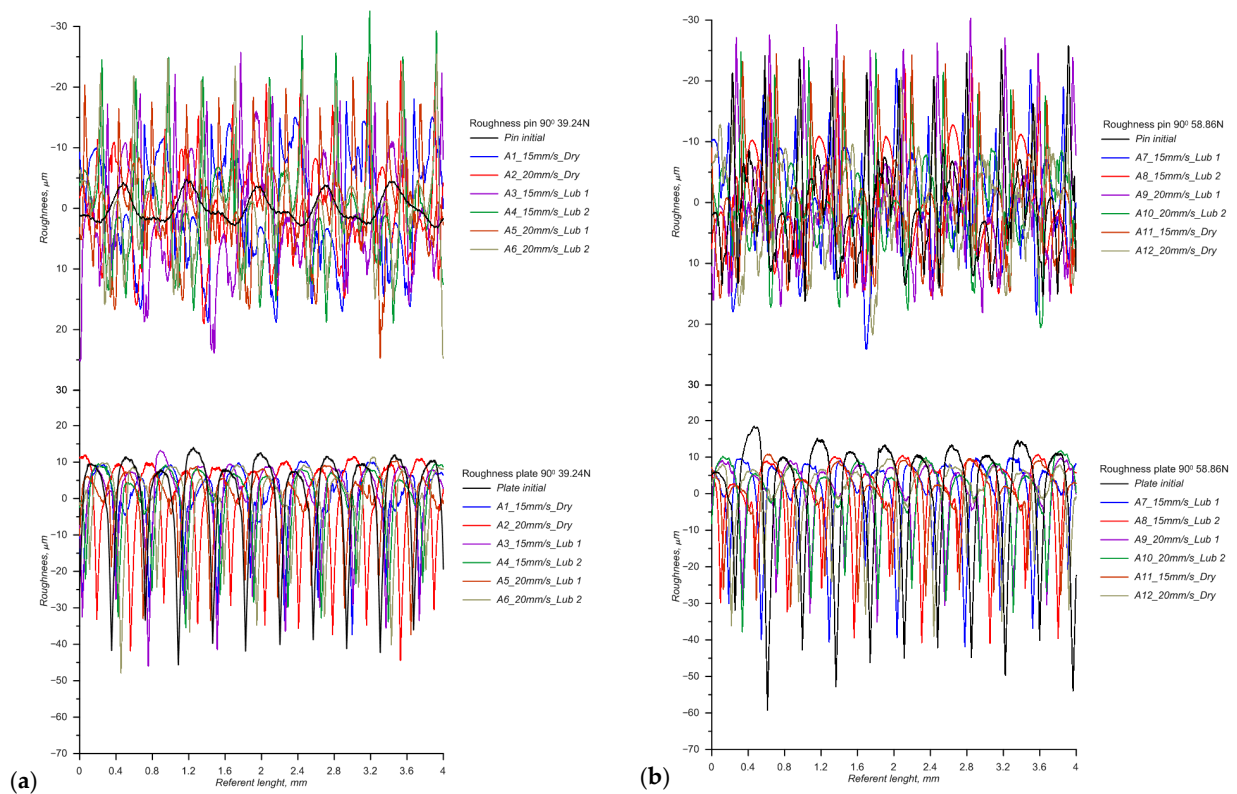 −30
−20
−10
0
10
20
30
Roughnees, μm
Roughness pin 90⁰ 39.24N
Pin initial
A1_15mm/s_Dry
A2_20mm/s_Dry
A3_15mm/s_Lub 1
A4_15mm/s_Lub 2
A5_20mm/s_Lub 1
A6_20mm/s_Lub 2
30
20
10
0
−10
−20
−30
−40
−50
−60
−70
Roughnees, μm
Roughness plate 90⁰ 39.24N
Plate initial
A1_15mm/s_Dry
A2_20mm/s_Dry
A3_15mm/s_Lub 1
A4_15mm/s_Lub 2
A5_20mm/s_Lub 1
A6_20mm/s_Lub 2
0 0.4 0.8 1.2 1.6 2 2.4 2.8 3.2 3.6 4
Referent lenght, mm
(a)
−30
−20
−10
0
10
20
30
Roughnees, μm
Roughness pin 90⁰ 58.86N
Pin initial
A7_15mm/s_Lub 1
A8_15mm/s_Lub 2
A9_20mm/s_Lub 1
A10_20mm/s_Lub 2
A11_15mm/s_Dry
A12_20mm/s_Dry
20
10
0
−10
−20
−30
−40
−50
−60
−70
Roughnees, μm
Roughness plate 90⁰ 58.86N
Plate initial
A7_15mm/s_Lub 1
A8_15mm/s_Lub 2
A9_20mm/s_Lub 1
A10_20mm/s_Lub 2
A11_15mm/s_Dry
A12_20mm/s_Dry
0 0.4 0.8 1.2 1.6 2 2.4 2.8 3.2 3.6 4
Referent lenght, mm
(b)